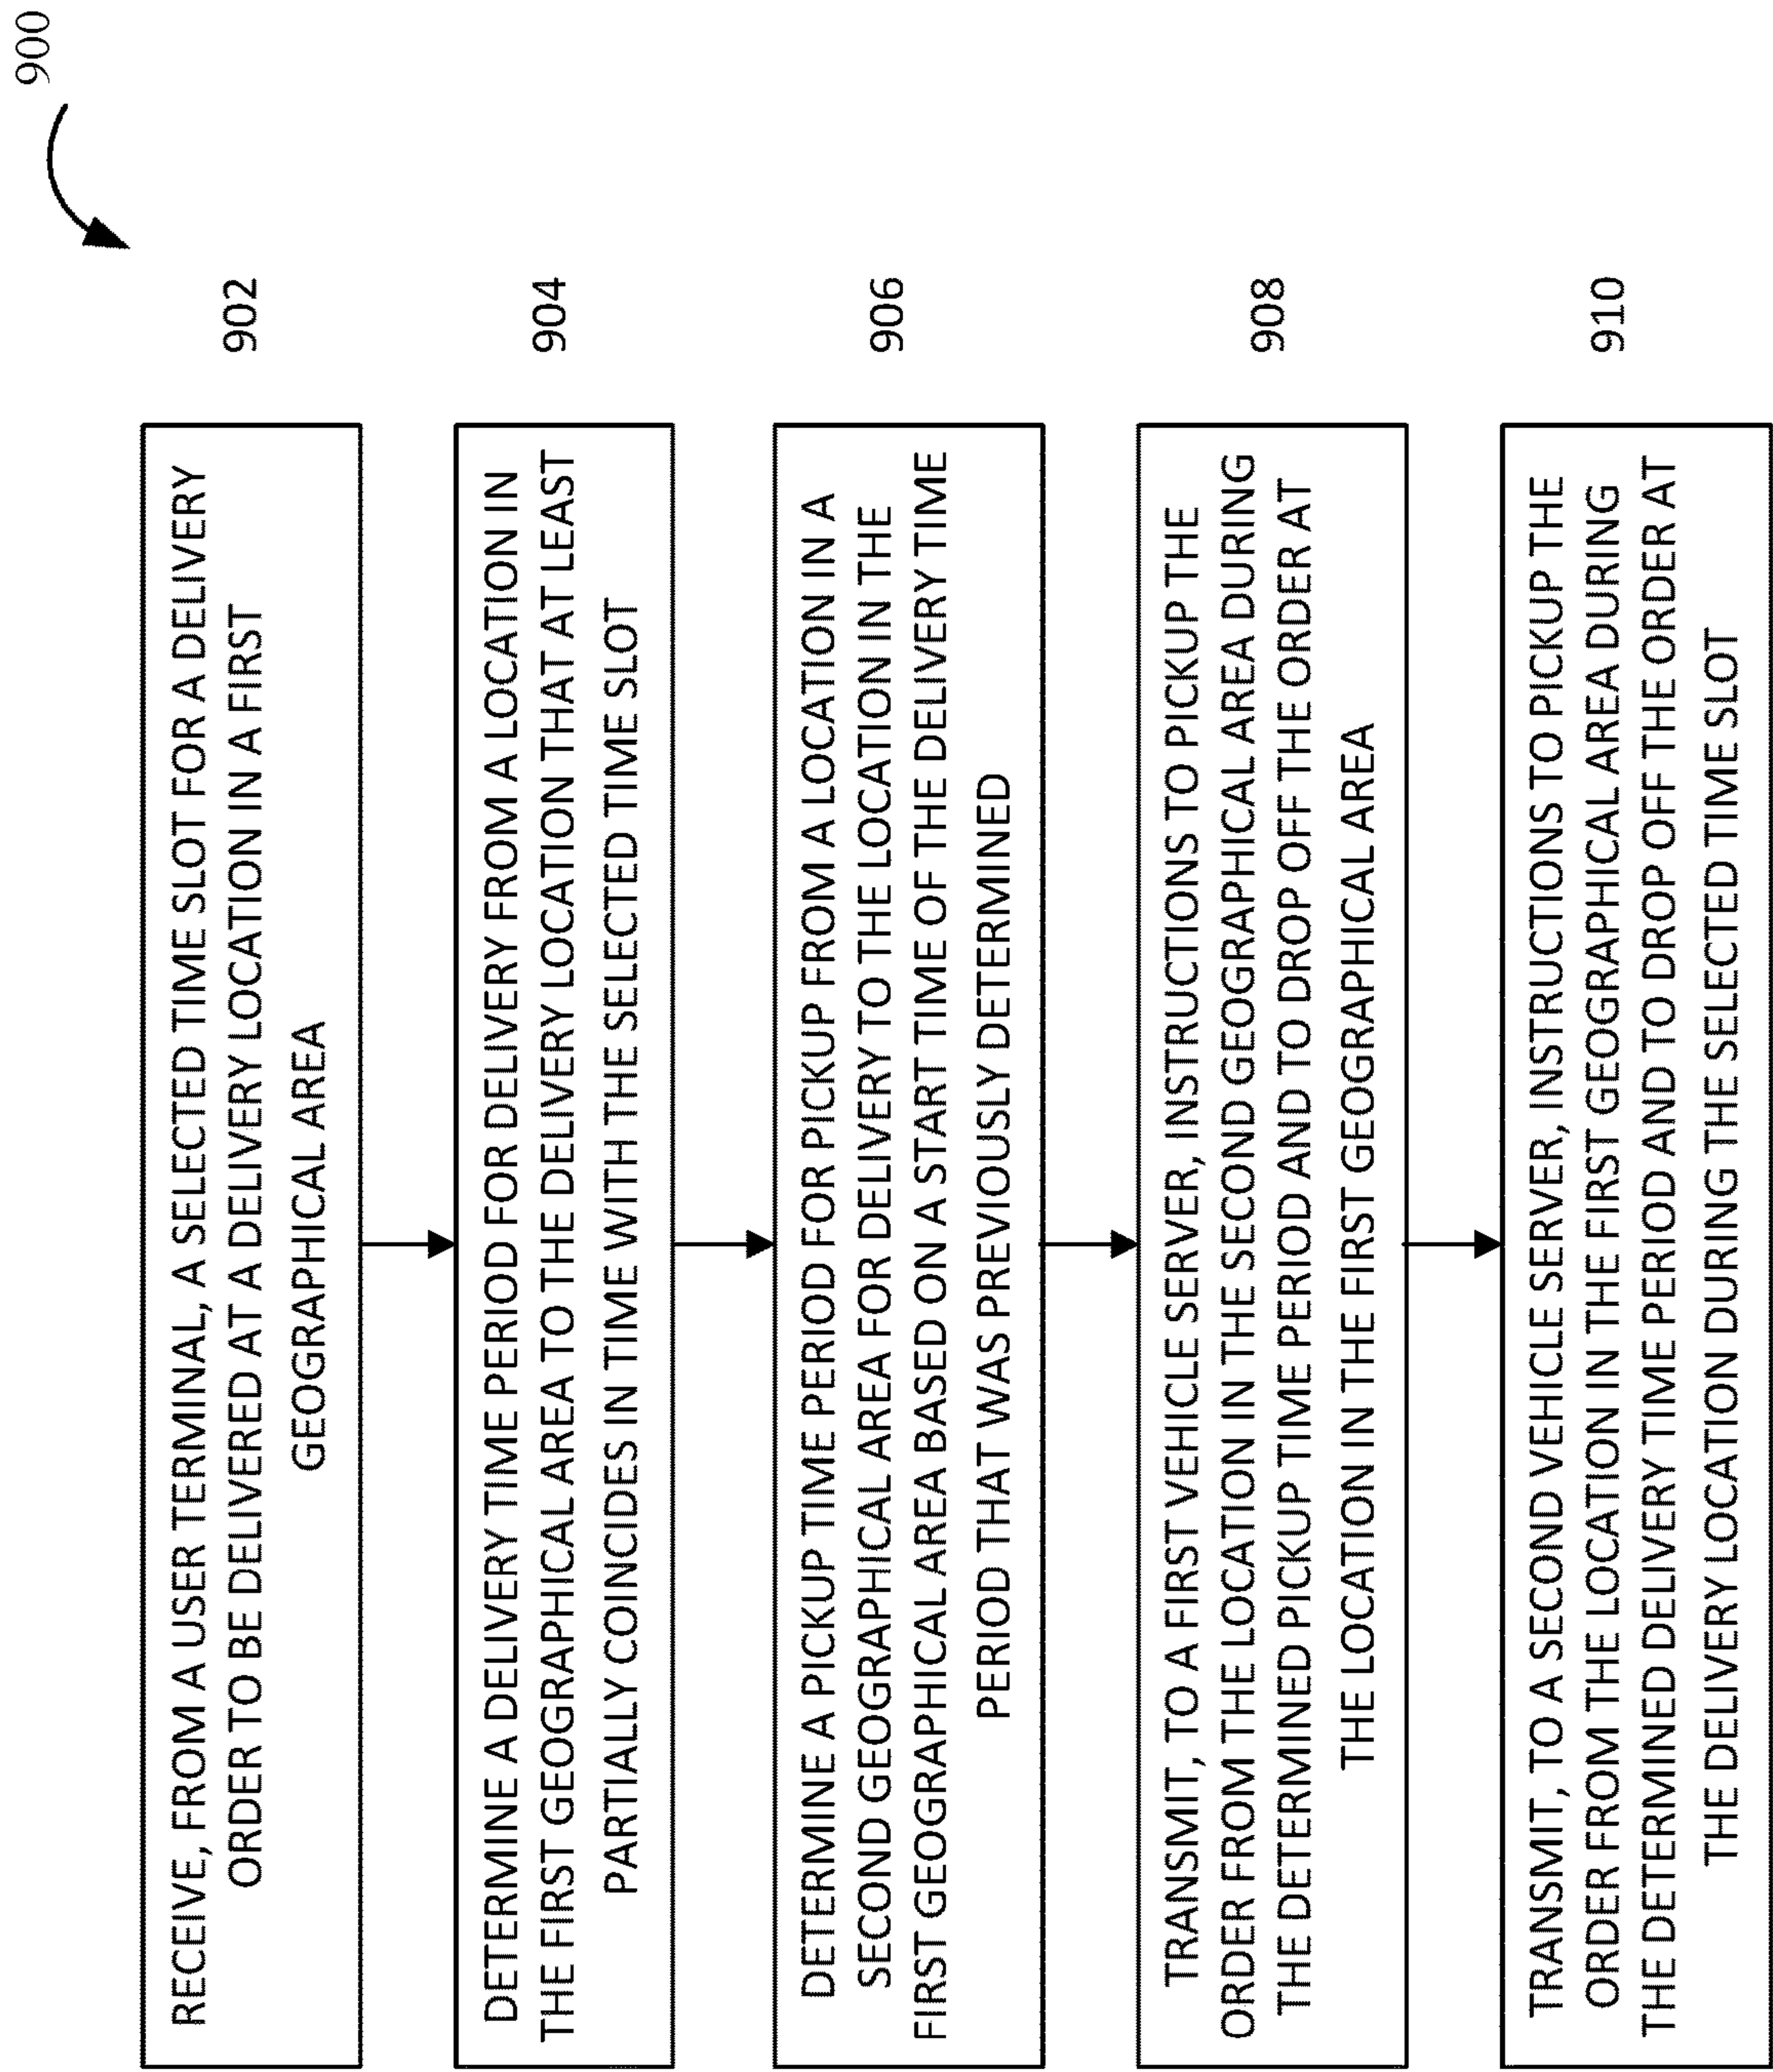 900
RECEIVE, FROM A USER TERMINAL, A SELECTED TIME SLOT FOR A DELIVERY
ORDER TO BE DELIVERED AT A DELIVERY LOCATION IN A FIRST
GEOGRAPHICAL AREA
902
DETERMINE A DELIVERY TIME PERIOD FOR DELIVERY FROM A LOCATION IN
THE FIRST GEOGRAPHICAL AREA TO THE DELIVERY LOCATION THAT AT LEAST
PARTIALLY COINCIDES IN TIME WITH THE SELECTED TIME SLOT
904
DETERMINE A PICKUP TIME PERIOD FOR PICKUP FROM A LOCATION IN A
SECOND GEOGRAPHICAL AREA FOR DELIVERY TO THE LOCATION IN THE
FIRST GEOGRAPHICAL AREA BASED ON A START TIME OF THE DELIVERY TIME
PERIOD THAT WAS PREVIOUSLY DETERMINED
906
TRANSMIT, TO A FIRST VEHICLE SERVER, INSTRUCTIONS TO PICKUP THE
ORDER FROM THE LOCATION IN THE SECOND GEOGRAPHICAL AREA DURING
THE DETERMINED PICKUP TIME PERIOD AND TO DROP OFF THE ORDER AT
THE LOCATION IN THE FIRST GEOGRAPHICAL AREA
908
TRANSMIT, TO A SECOND VEHICLE SERVER, INSTRUCTIONS TO PICKUP THE
ORDER FROM THE LOCATION IN THE FIRST GEOGRAPHICAL AREA DURING
THE DETERMINED DELIVERY TIME PERIOD AND TO DROP OFF THE ORDER AT
THE DELIVERY LOCATION DURING THE SELECTED TIME SLOT
910